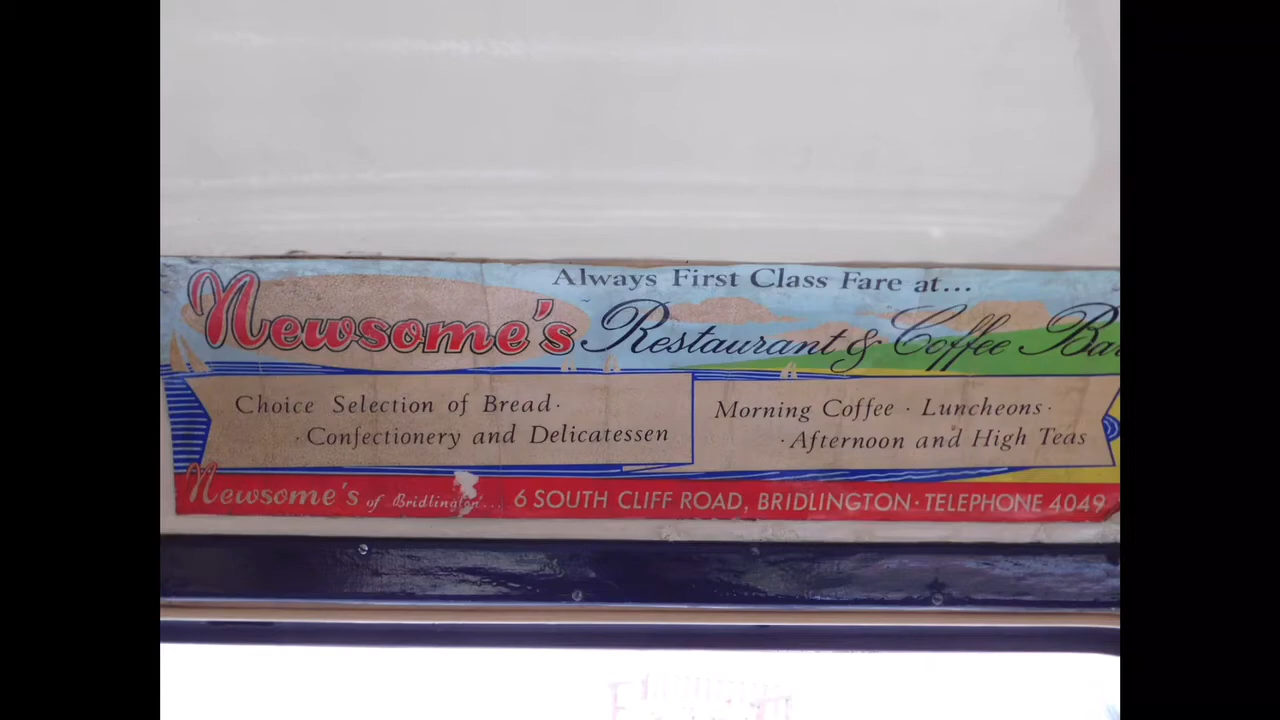 Always First Class Fare at...
Newsome's Restaurant & Coffee Bar
Choice Selection of Bread·
·Confectionery and Delicatessen
Morning Coffee · Luncheons·
·Afternoon and High Teas
Newsome's of Bridlington... 6 SOUTH CLIFF ROAD, BRIDLINGTON · TELEPHONE 4049